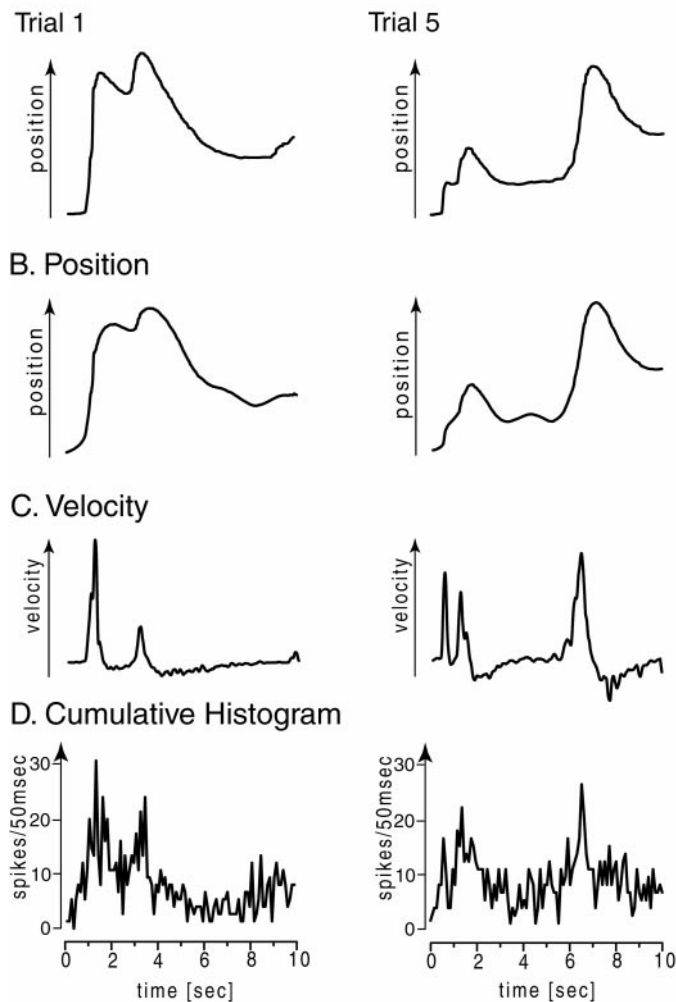 Trial 1
Trial 5
position
position
B. Position
position
position
C. Velocity
velocity
velocity
D. Cumulative Histogram
spikes/50msec
30
20
10
0
spikes/50msec
30
20
10
0
0 2 4 6 8 10
0 2 4 6 8 10
time [sec]
time [sec]